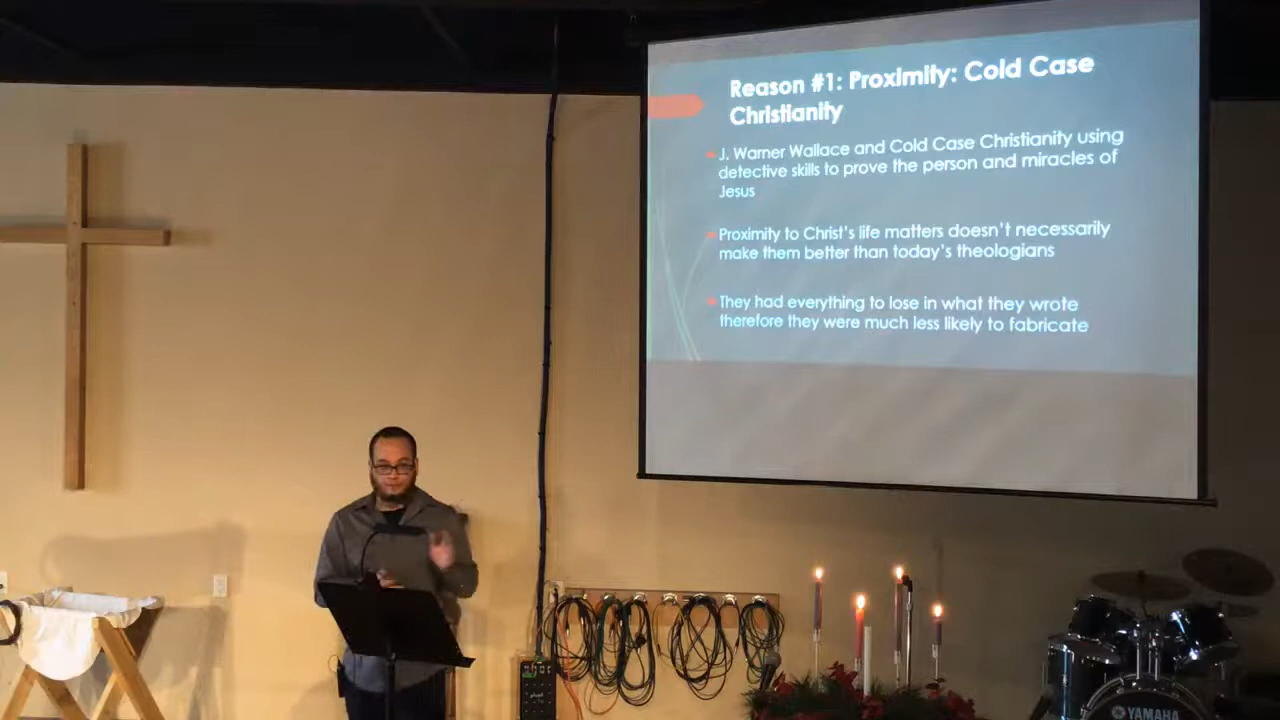 Reason #1: Proximity: Cold Case
Christianity
J. Warner Wallace and Cold Case Christianity using
detective skills to prove the person and miracles of
Jesus
Proximity to Christ's life matters doesn't necessarily
make them better than today's theologians
They had everything to lose in what they wrote
therefore they were much less likely to fabricate
YAMAHA